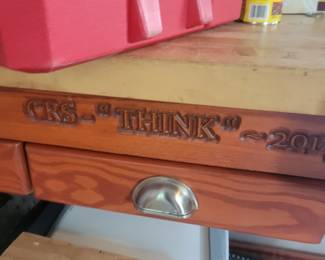 CRS - "THINK" ~ 201